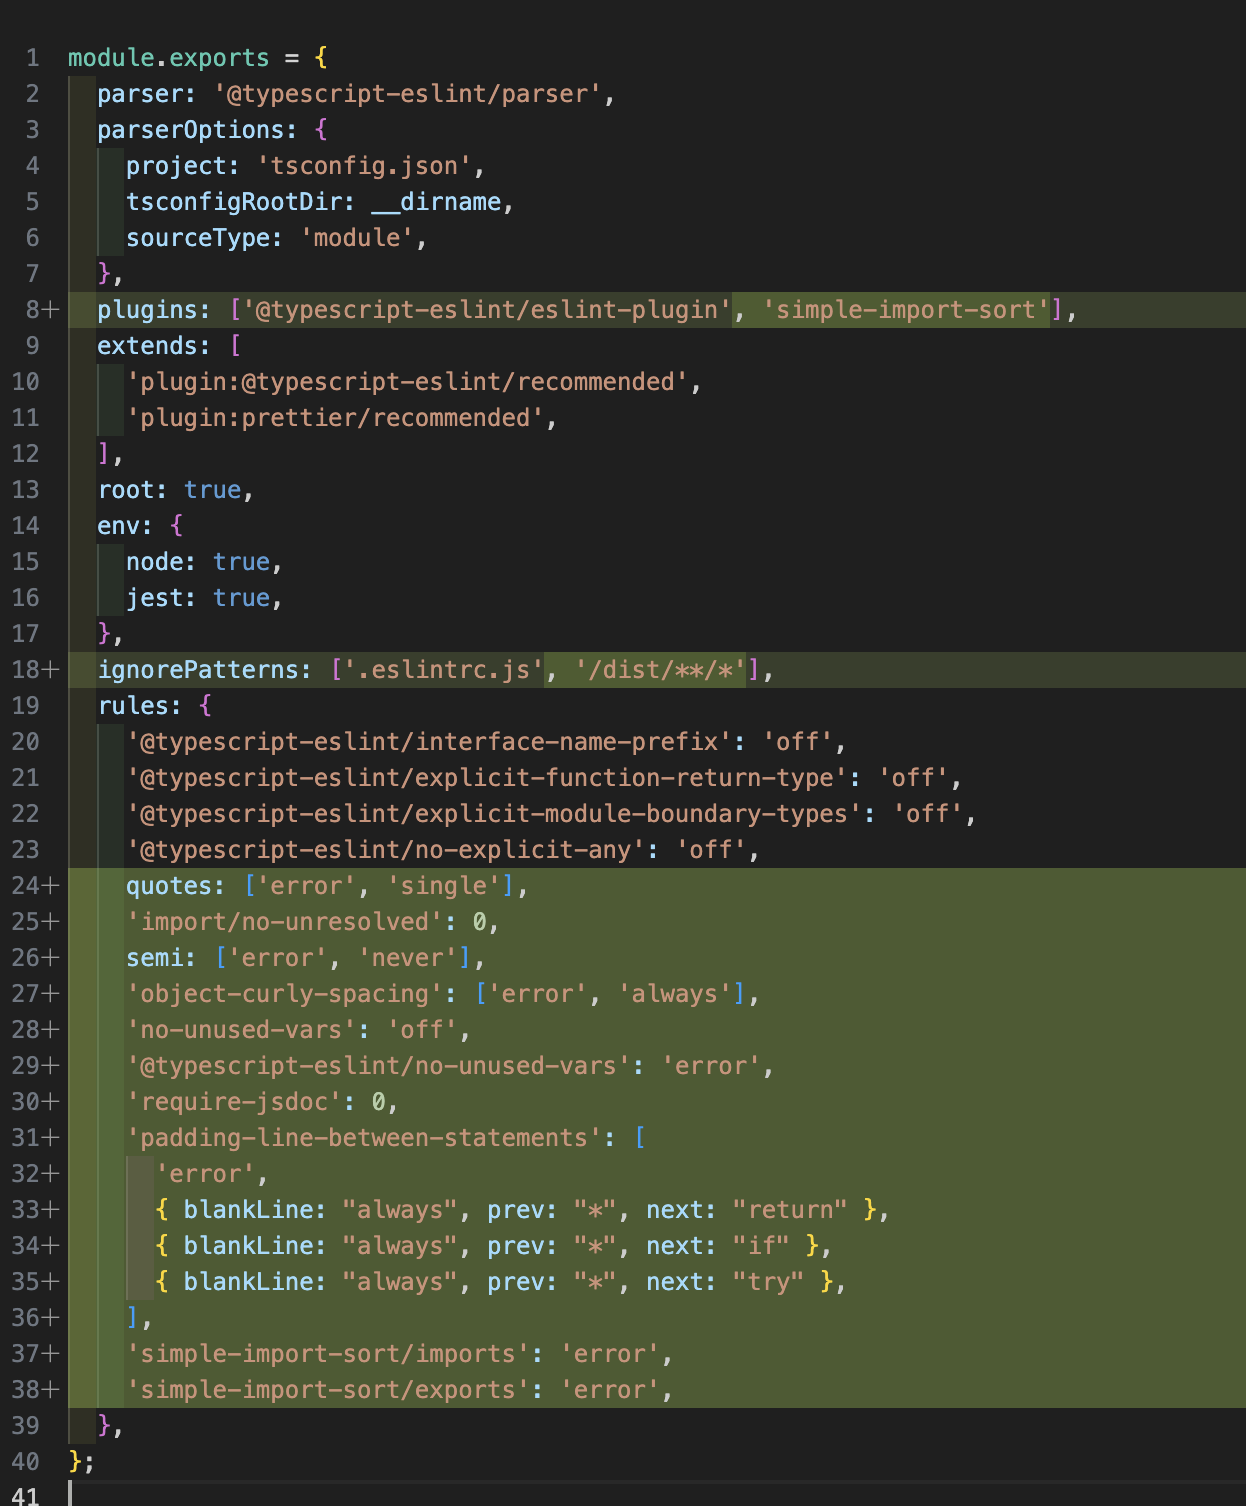 1 module.exports = {
2 parser: '@typescript-eslint/parser',
3 parserOptions: {
4 project: 'tsconfig.json',
5 tsconfigRootDir: __dirname,
6 sourceType: 'module',
7 },
8+ plugins: ['@typescript-eslint/eslint-plugin', 'simple-import-sort'],
9 extends: [
10 'plugin:@typescript-eslint/recommended',
11 'plugin:prettier/recommended',
12 ],
13 root: true,
14 env: {
15 node: true,
16 jest: true,
17 },
18+ ignorePatterns: ['.eslintrc.js', '/dist/**/*'],
19 rules: {
20 '@typescript-eslint/interface-name-prefix': 'off',
21 '@typescript-eslint/explicit-function-return-type': 'off',
22 '@typescript-eslint/explicit-module-boundary-types': 'off',
23 '@typescript-eslint/no-explicit-any': 'off',
24+ quotes: ['error', 'single'],
25+ 'import/no-unresolved': 0,
26+ semi: ['error', 'never'],
27+ 'object-curly-spacing': ['error', 'always'],
28+ 'no-unused-vars': 'off',
29+ '@typescript-eslint/no-unused-vars': 'error',
30+ 'require-jsdoc': 0,
31+ 'padding-line-between-statements': [
32+ 'error',
33+ { blankLine: "always", prev: "*", next: "return" },
34+ { blankLine: "always", prev: "*", next: "if" },
35+ { blankLine: "always", prev: "*", next: "try" },
36+ ],
37+ 'simple-import-sort/imports': 'error',
38+ 'simple-import-sort/exports': 'error',
39 },
40 };
41